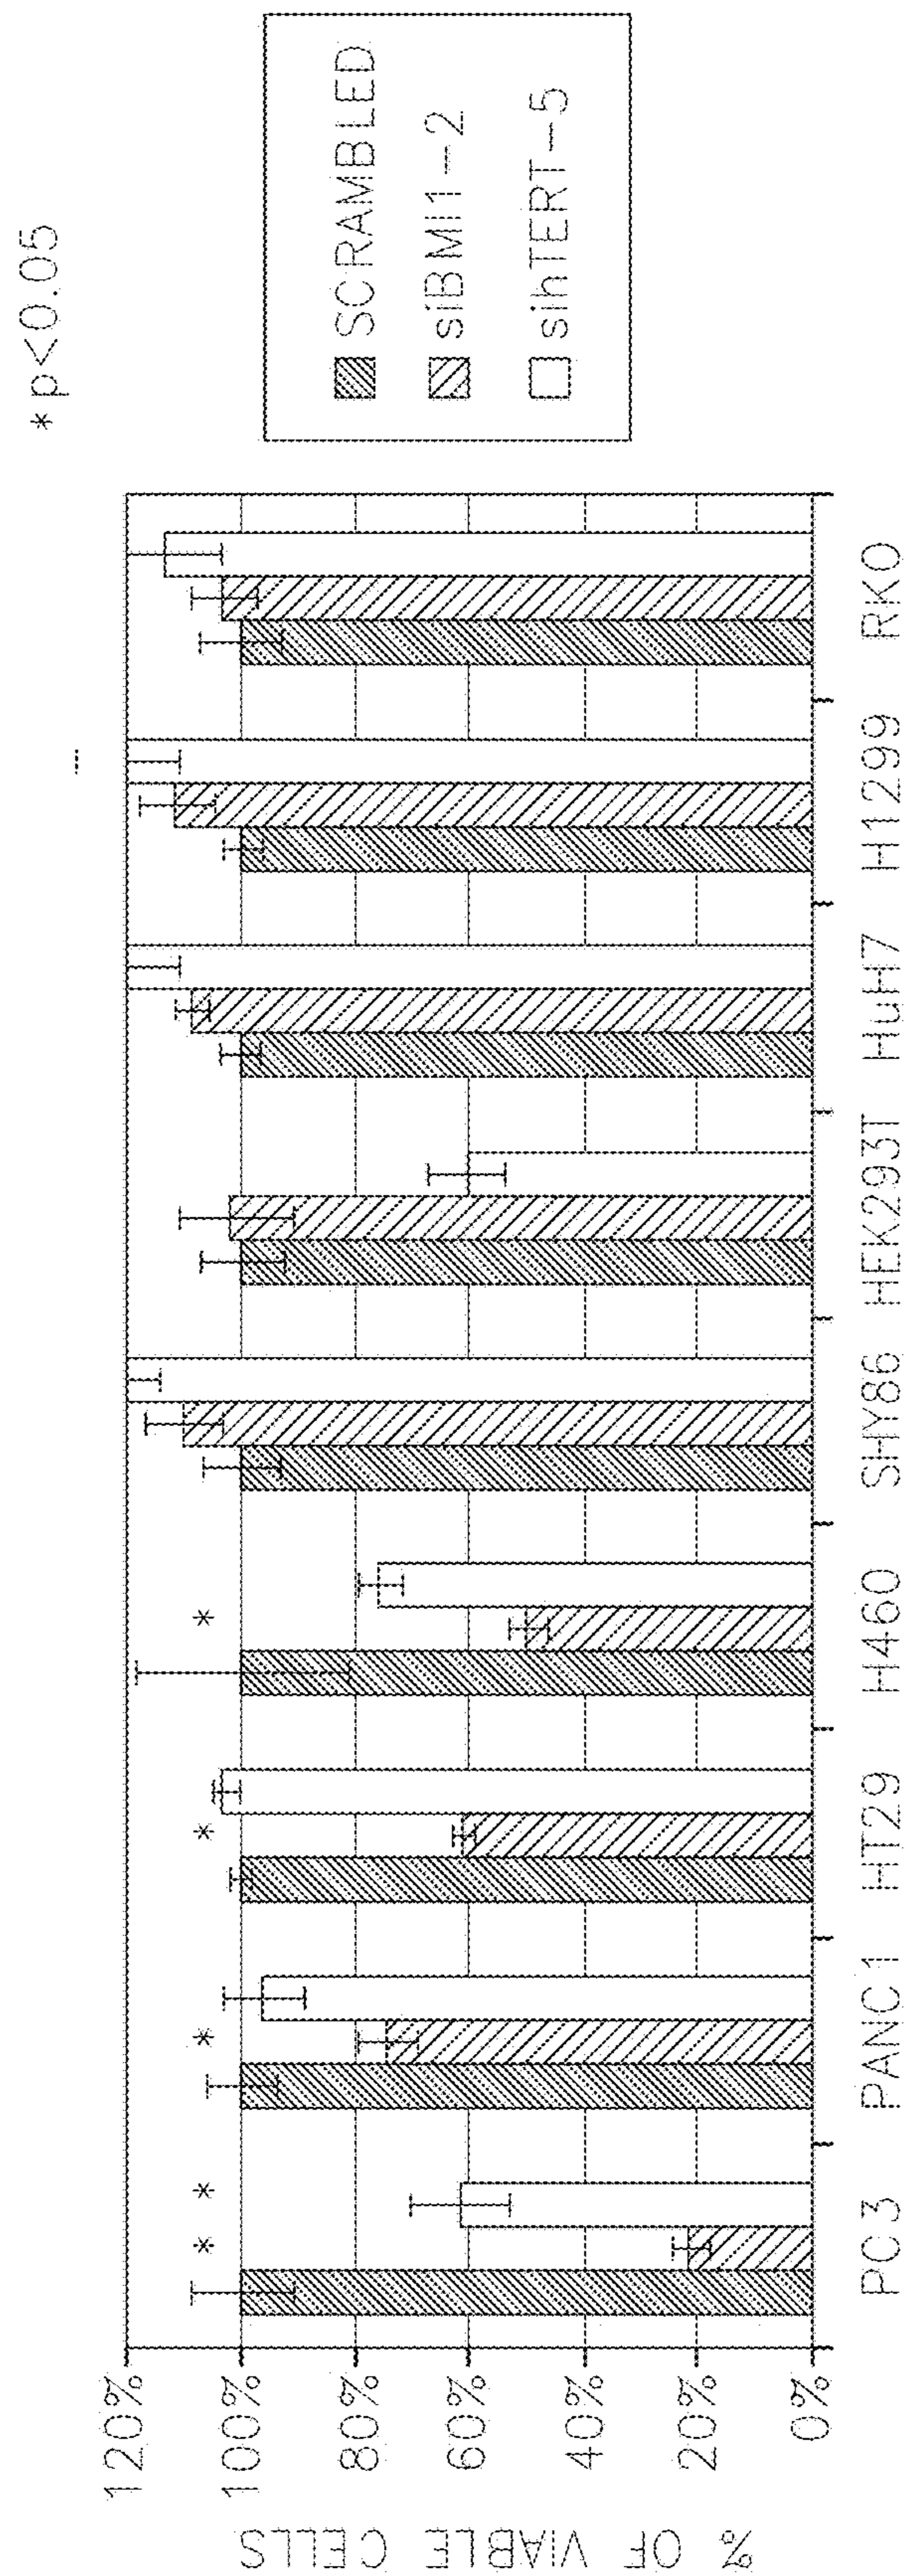 *p<0.05
SCRAMBLED
siBMI1-2
sihTERT-5
% OF VIABLE CELLS
120%
100%
80%
60%
40%
20%
0%
PC3 PANC1 HT29 H460 SHY86 HEK293T HuH7 H1299 RKO
* * * * *